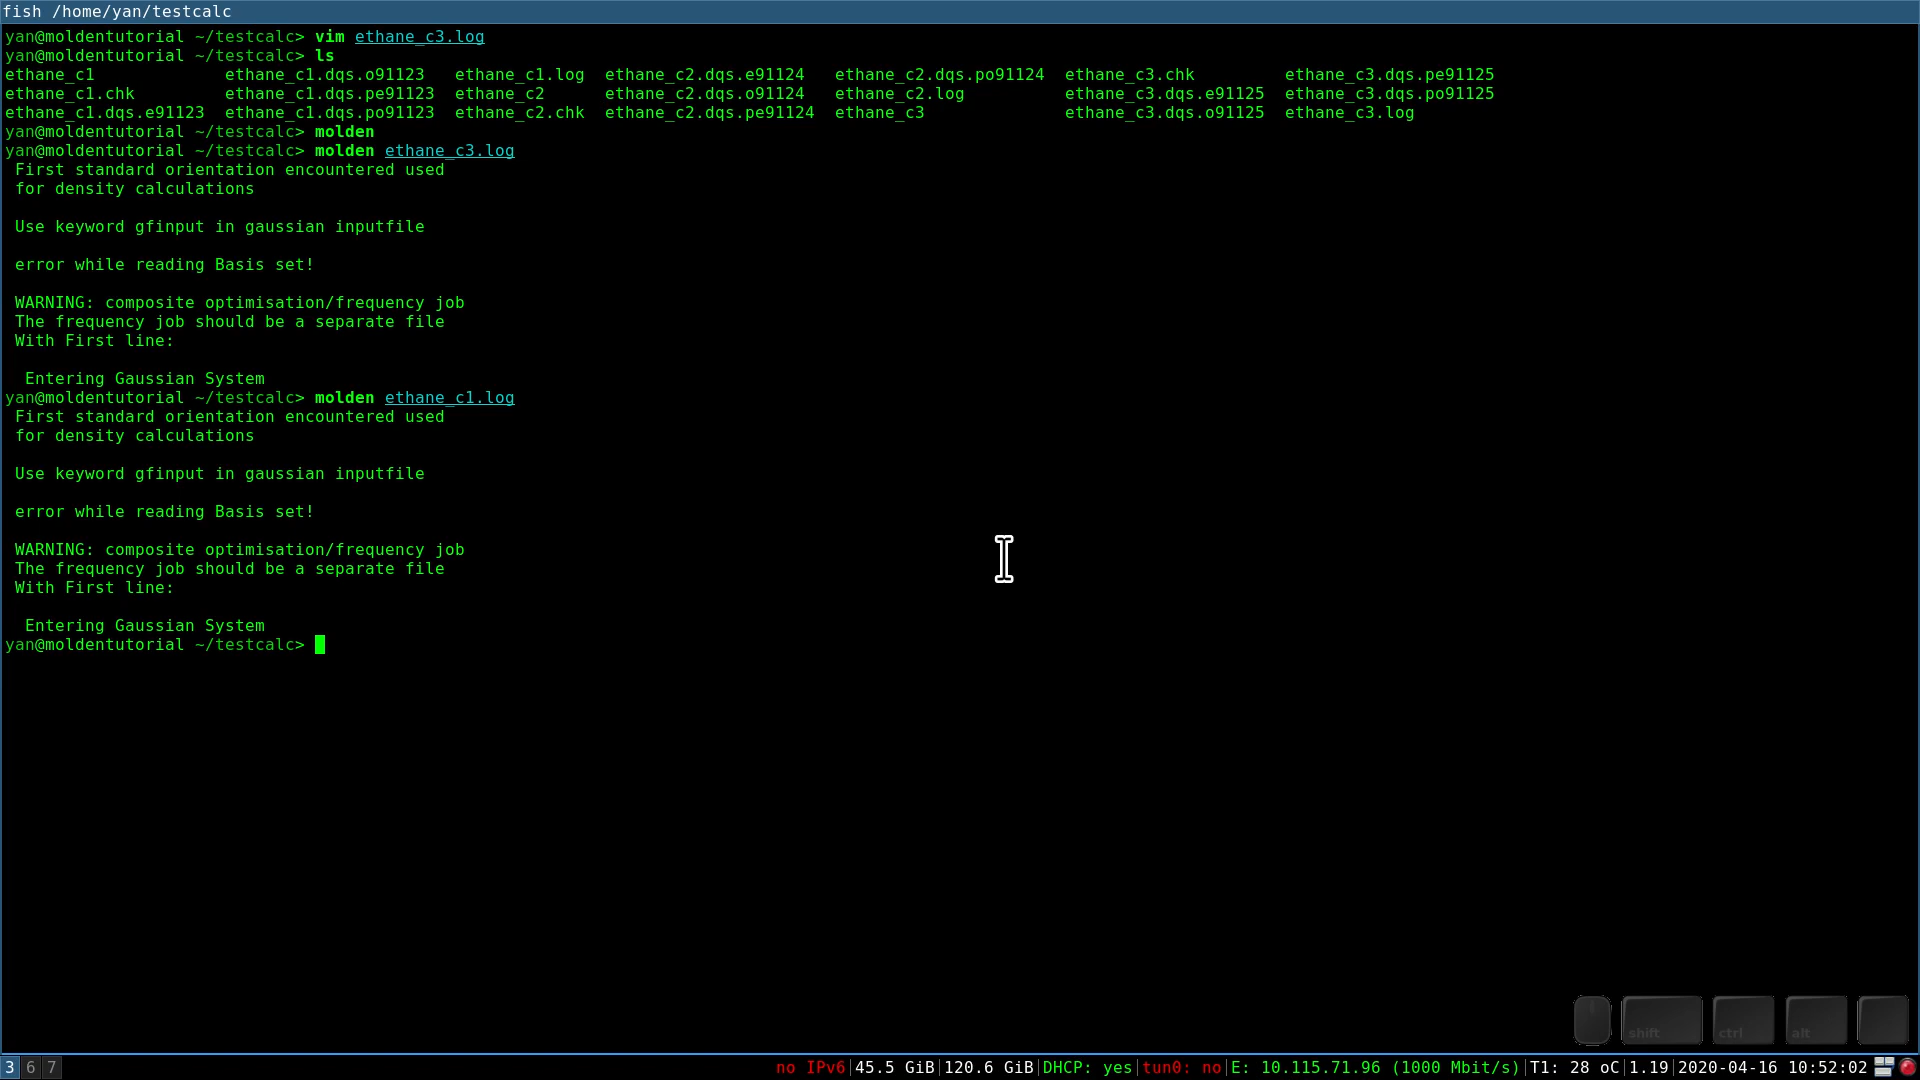 fish /home/yan/testcalc
yan@moldentutorial ~/testcalc> vim ethane_c3.log
yan@moldentutorial ~/testcalc> ls
ethane_c1 ethane_c1.dqs.o91123 ethane_c1.log ethane_c2.dqs.e91124 ethane_c2.dqs.po91124 ethane_c3.chk ethane_c3.dqs.pe91125
ethane_c1.chk ethane_c1.dqs.pe91123 ethane_c2 ethane_c2.dqs.o91124 ethane_c2.log ethane_c3.dqs.e91125 ethane_c3.dqs.po91125
ethane_c1.dqs.e91123 ethane_c1.dqs.po91123 ethane_c2.chk ethane_c2.dqs.pe91124 ethane_c3 ethane_c3.dqs.o91125 ethane_c3.log
yan@moldentutorial ~/testcalc> molden
yan@moldentutorial ~/testcalc> molden ethane_c3.log
First standard orientation encountered used
for density calculations
Use keyword gfinput in gaussian inputfile
error while reading Basis set!
WARNING: composite optimisation/frequency job
The frequency job should be a separate file
With First line:
Entering Gaussian System
yan@moldentutorial ~/testcalc> molden ethane_c1.log
First standard orientation encountered used
for density calculations
Use keyword gfinput in gaussian inputfile
error while reading Basis set!
WARNING: composite optimisation/frequency job
The frequency job should be a separate file
With First line:
Entering Gaussian System
yan@moldentutorial ~/testcalc>
shift ctrl alt
3 6 7 no IPv6|45.5 GiB|120.6 GiB|DHCP: yes|tun0: no|E: 10.115.71.96 (1000 Mbit/s)|T1: 28 oC|1.19|2020-04-16 10:52:02